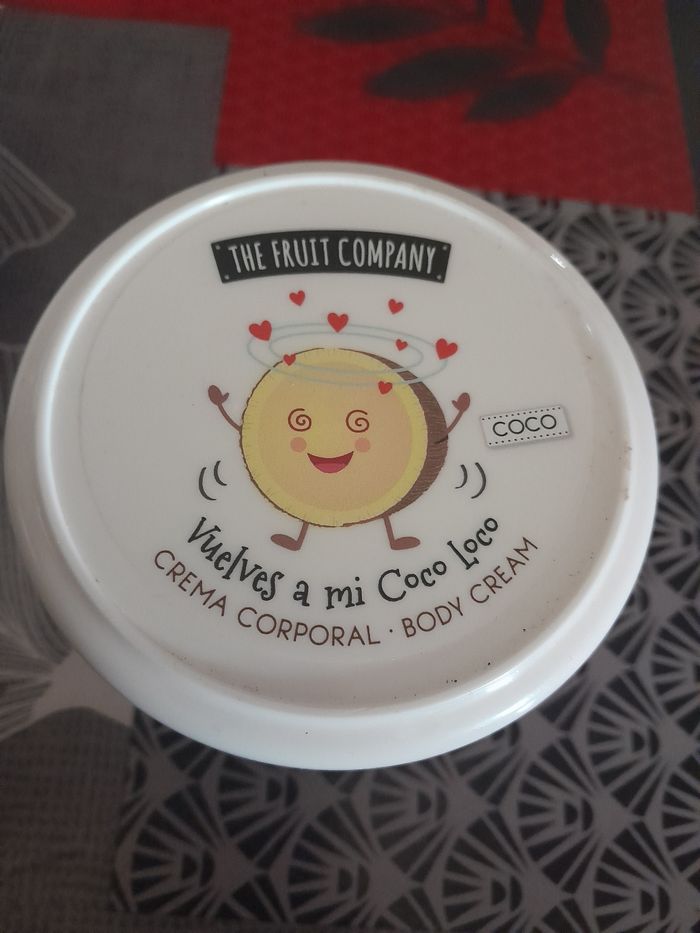 THE FRUIT COMPANY
COCO
Vuelves a mi Coco Loco
CREMA CORPORAL · BODY CREAM